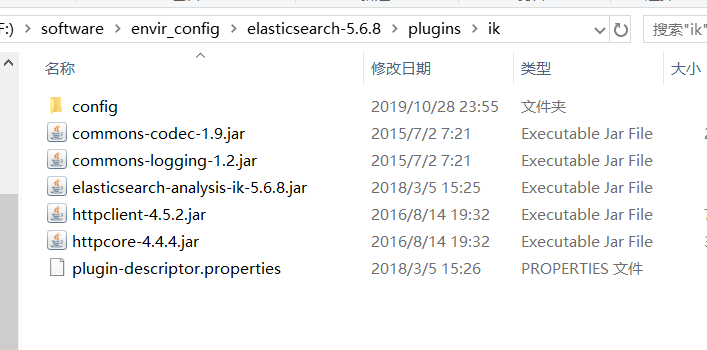 F:) > software > envir_config > elasticsearch-5.6.8 > plugins > ik 搜索"ik"
名称 修改日期 类型 大小
config 2019/10/28 23:55 文件夹
commons-codec-1.9.jar 2015/7/2 7:21 Executable Jar File
commons-logging-1.2.jar 2015/7/2 7:21 Executable Jar File
elasticsearch-analysis-ik-5.6.8.jar 2018/3/5 15:25 Executable Jar File
httpclient-4.5.2.jar 2016/8/14 19:32 Executable Jar File
httpcore-4.4.4.jar 2016/8/14 19:32 Executable Jar File
plugin-descriptor.properties 2018/3/5 15:26 PROPERTIES 文件